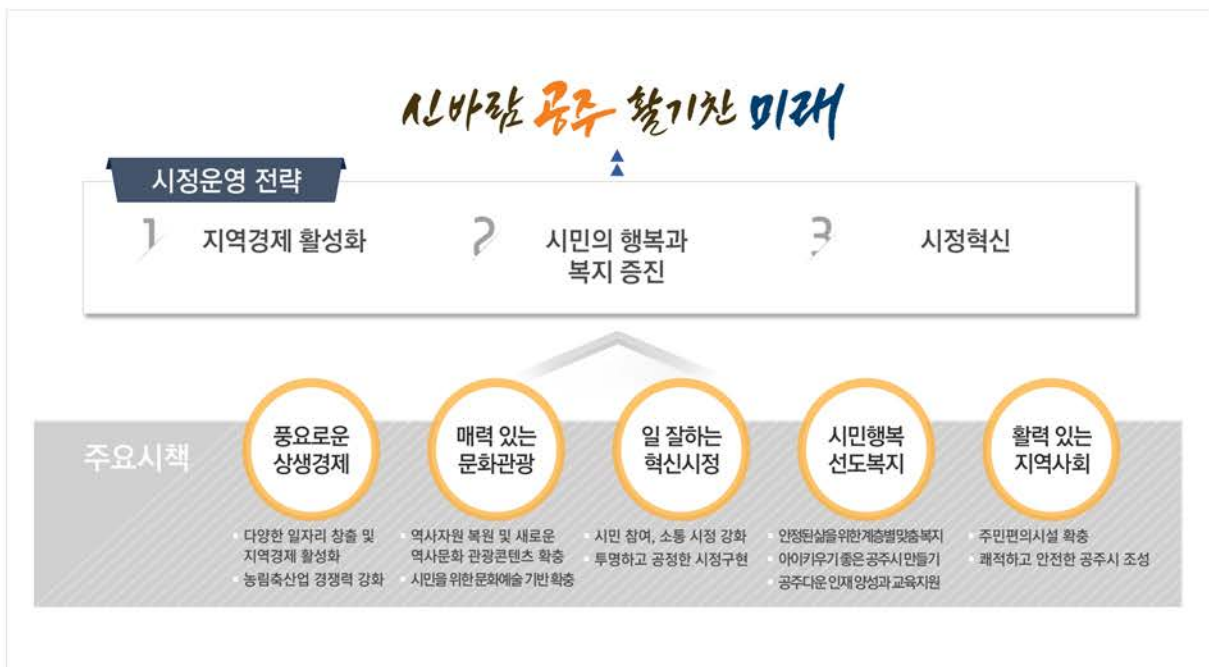 신바람 공주 활기찬 미래
시정운영 전략
1 지역경제 활성화
2 시민의 행복과
복지 증진
3 시정혁신
주요시책
풍요로운
상생경제
다양한 일자리 창출 및
지역경제 활성화
농림축산업 경쟁력 강화
매력 있는
문화관광
역사자원 복원 및 새로운
역사문화 관광콘텐츠 확충
시민을 위한 문화예술 기반 확충
일 잘하는
혁신시정
시민 참여, 소통 시정 강화
투명하고 공정한 시정구현
시민행복
선도복지
안정된 삶을 위한 계층별 맞춤 복지
아이키우기 좋은 공주시 만들기
공주다운 인재 양성과 교육지원
활력 있는
지역사회
주민편의시설 확충
쾌적하고 안전한 공주시 조성